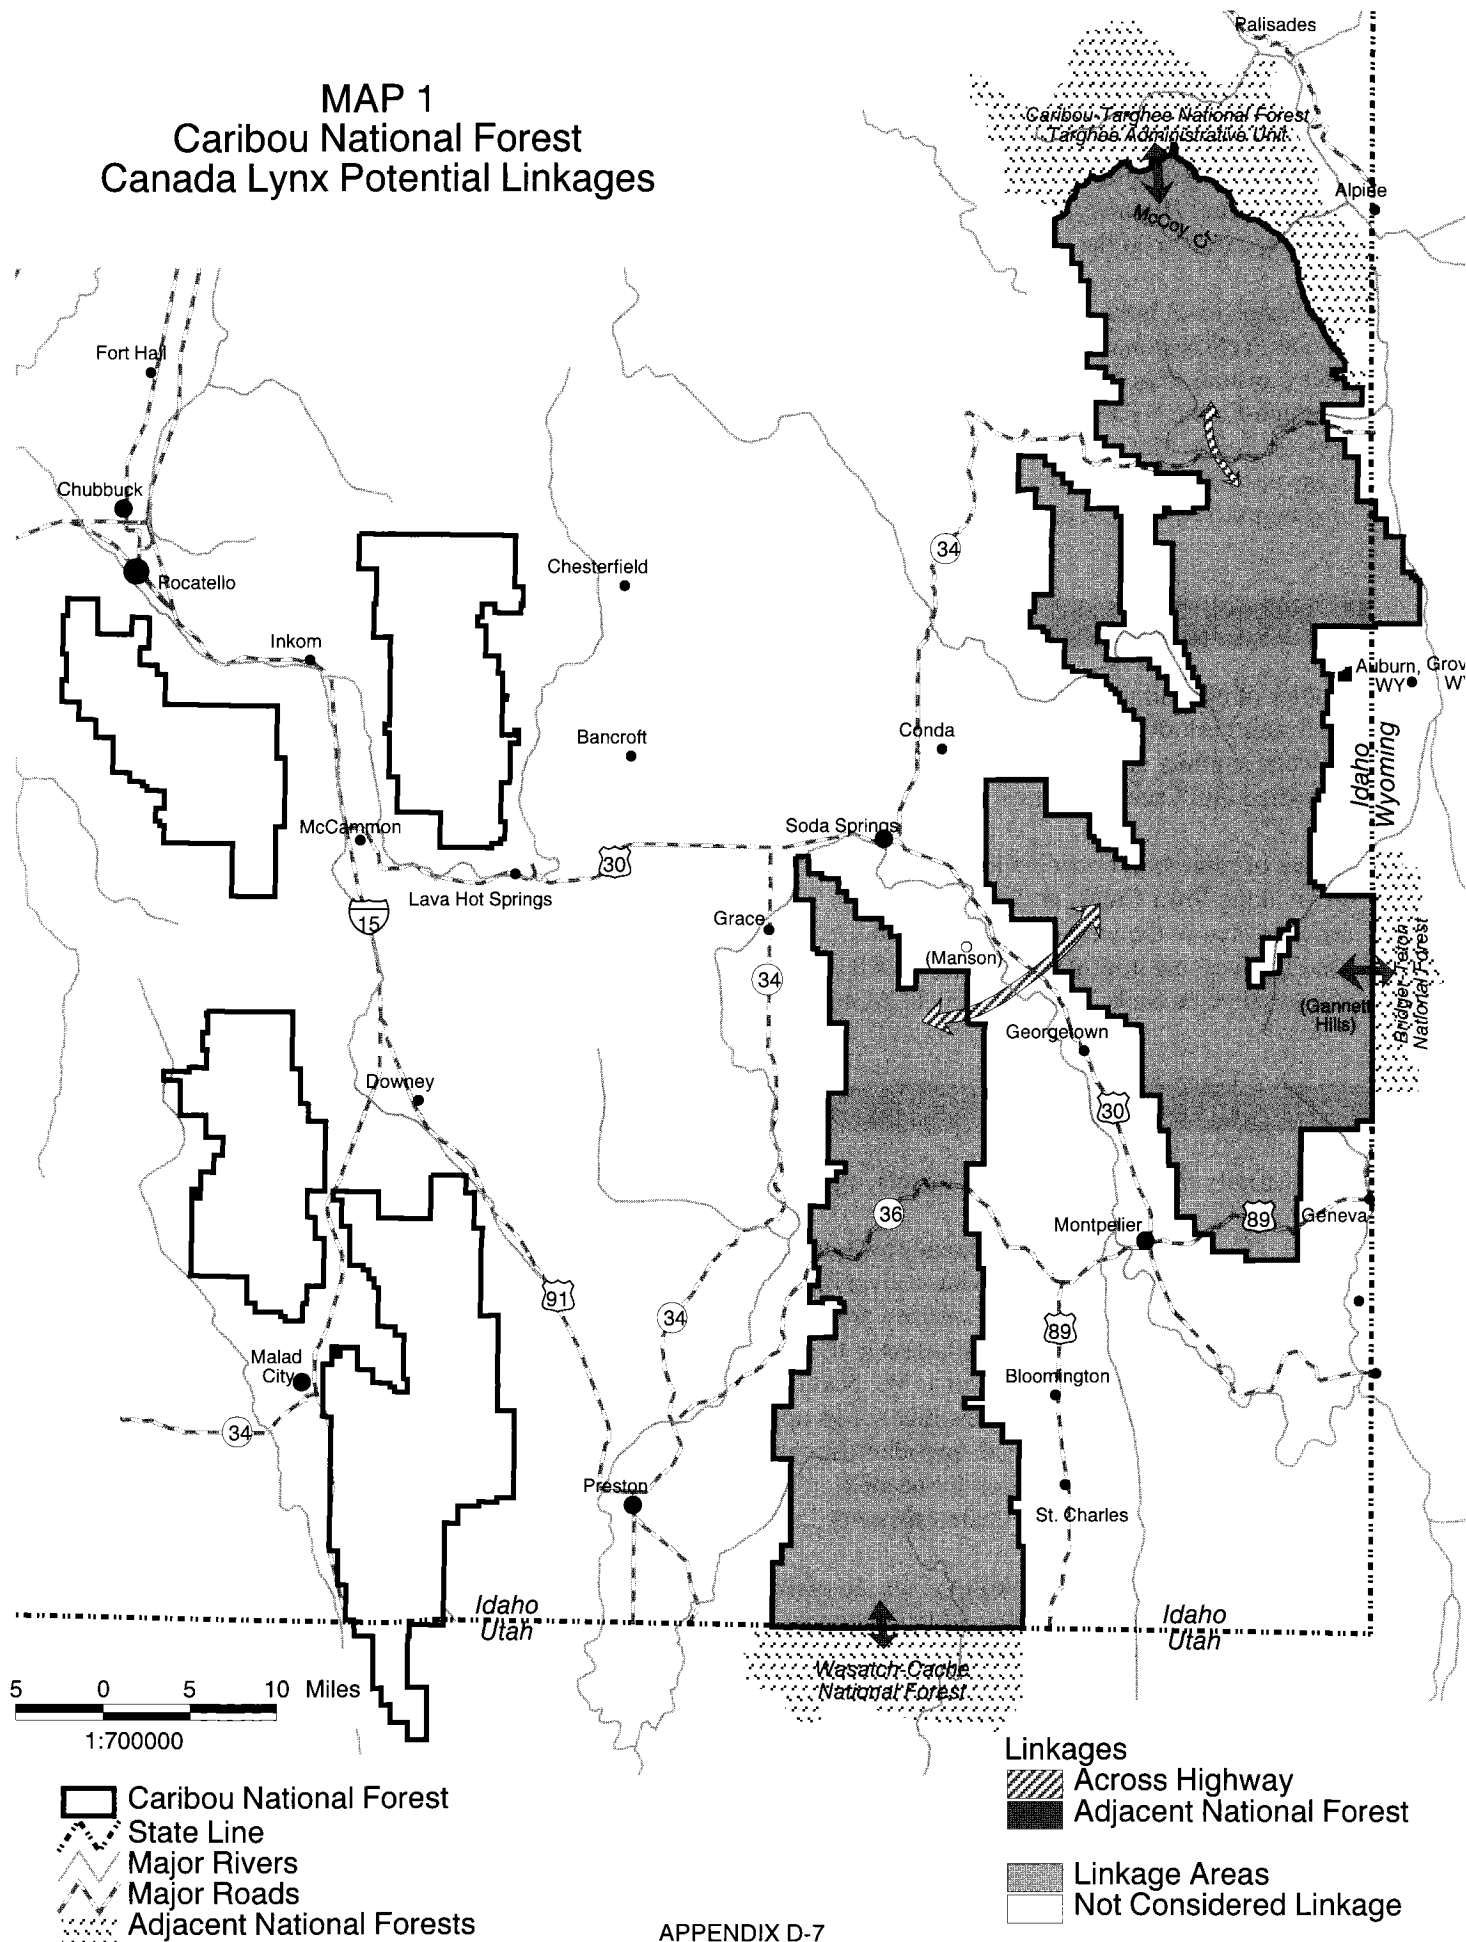 Palisades
MAP 1
Caribou National Forest
Canada Lynx Potential Linkages
Caribou-Targhee National Forest
Targhee Administrative Unit
Alpine
McCoy Cr.
Fort Hall
Chubbuck
34
Chesterfield
Pocatello
Inkom
Auburn,
WY
Grov
WY
Conda
Bancroft
Idaho
Wyoming
McCammon
Soda Springs
30
Lava Hot Springs
15
Grace
(Manson)
34
Bridger-Teton
National Forest
(Gannett
Hills)
Georgetown
Downey
30
36
89
Geneva
Montpelier
91
34
89
Malad
City
Bloomington
34
Preston
St. Charles
Idaho
Utah
Idaho
Utah
Wasatch-Cache
National Forest
5 0 5 10 Miles
1:700000
Linkages
Across Highway
Adjacent National Forest
Linkage Areas
Not Considered Linkage
Caribou National Forest
State Line
Major Rivers
Major Roads
Adjacent National Forests
APPENDIX D-7